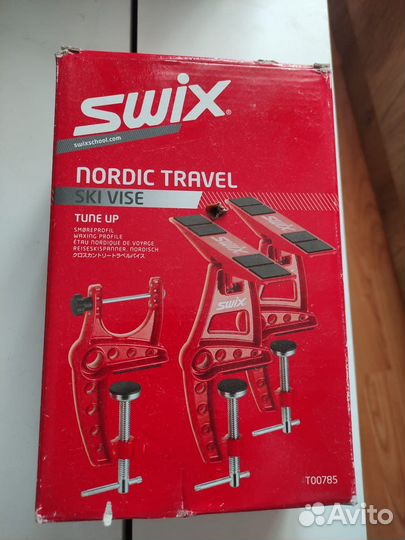 swix®
swixschool.com
NORDIC TRAVEL
SKI VISE
TUNE UP
SMØREPROFIL
WAXING PROFILE
ÉTAU NORDIQUE DE VOYAGE
REISESKISPANNER, NORDISCH
クロスカントリートラベルバイス
SWIX
SWIX
T00785
Avito